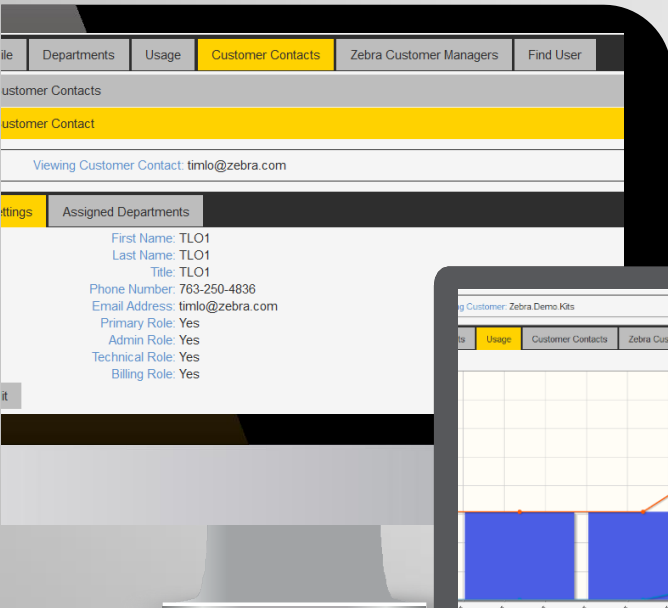 ile Departments Usage Customer Contacts Zebra Customer Managers Find User
ustomer Contacts
ustomer Contact
Viewing Customer Contact: timlo@zebra.com
ettings Assigned Departments
First Name: TLO1
Last Name: TLO1
Title: TLO1
Phone Number: 763-250-4836
Email Address: timlo@zebra.com
Primary Role: Yes
Admin Role: Yes
Technical Role: Yes
Billing Role: Yes
it
g Customer: Zebra.Demo.Kits
ts Usage Customer Contacts Zebra Cus